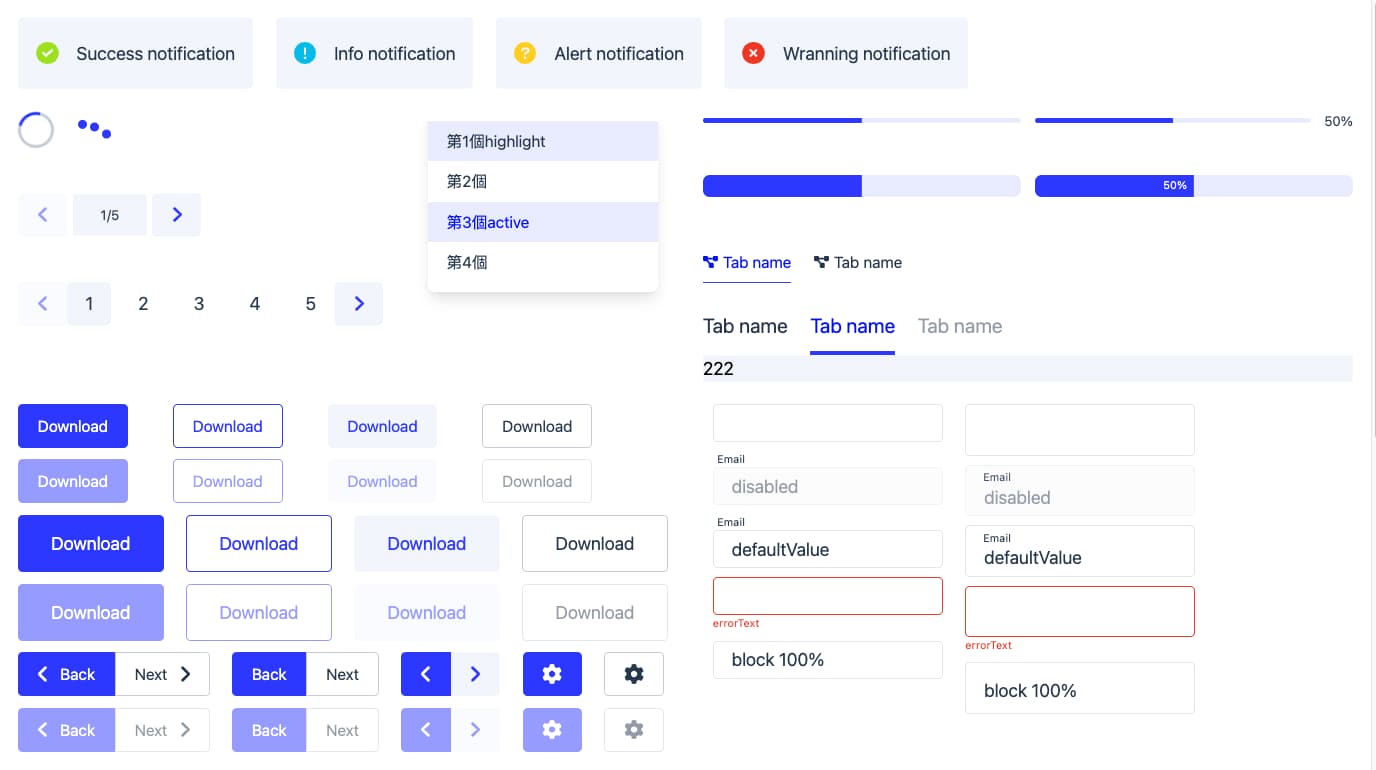 Success notification
Info notification
Alert notification
Wranning notification
50%
第1個highlight
第2個
第3個active
第4個
1/5
50%
1 2 3 4 5
Tab name Tab name
Tab name Tab name Tab name
222
Download Download Download Download
Download Download Download Download
Download Download Download Download
Download Download Download Download
Back Next Back Next
Back Next Back Next
Email
disabled
Email
defaultValue
errorText
block 100%
Email
disabled
Email
defaultValue
errorText
block 100%